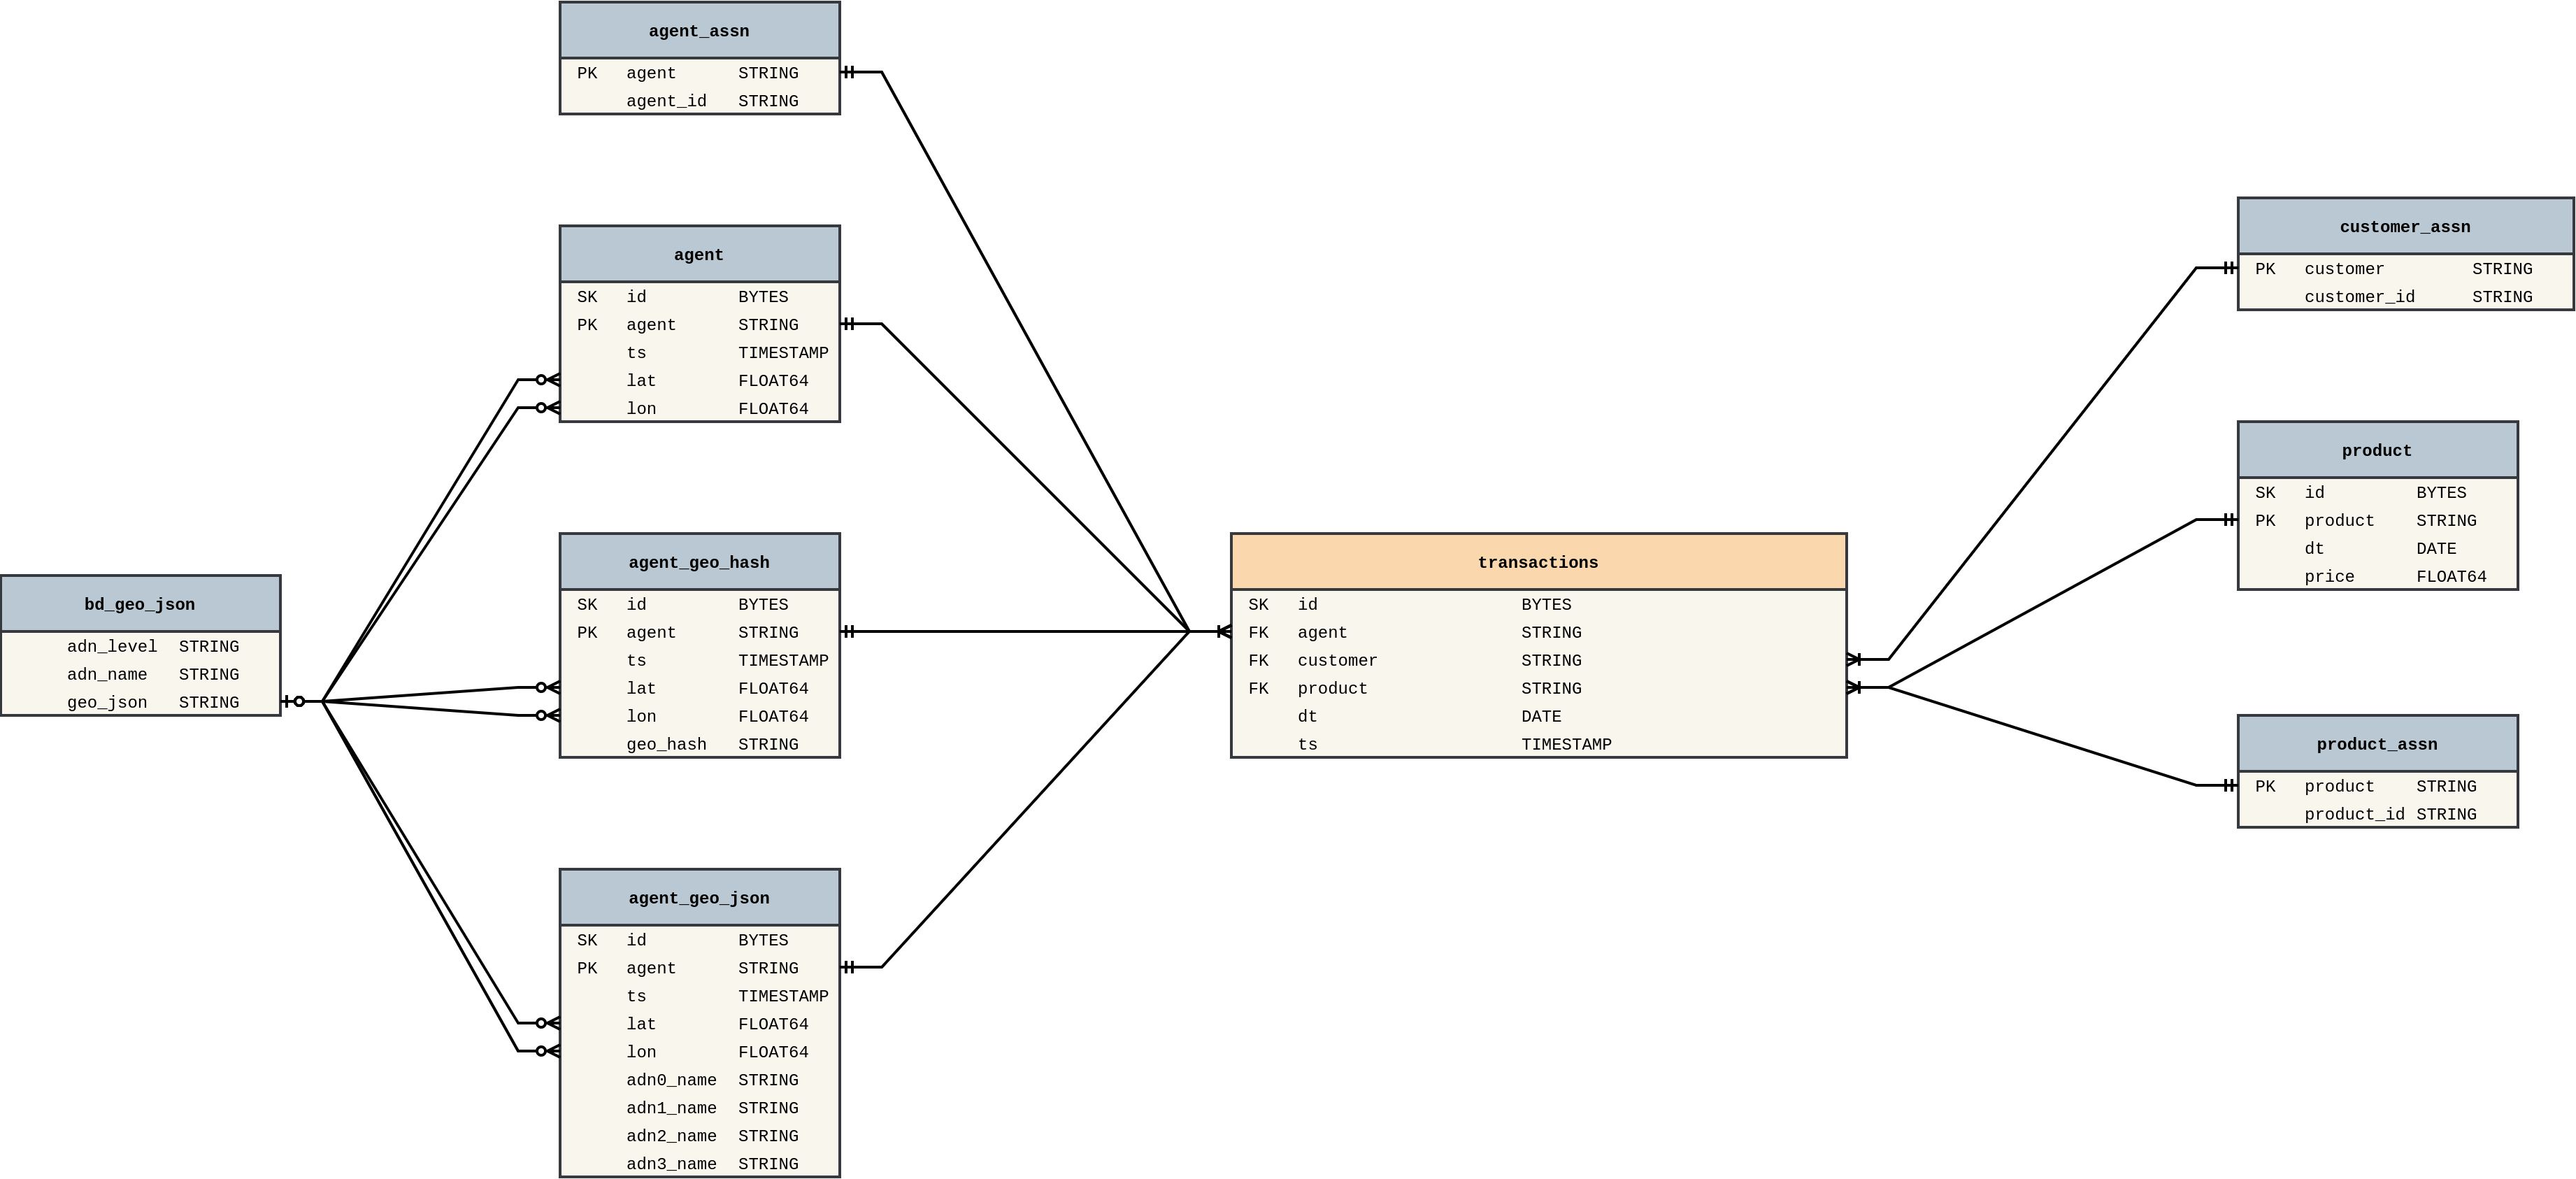 agent_assn
PK agent STRING
agent_id STRING
agent
SK id BYTES
PK agent STRING
ts TIMESTAMP
lat FLOAT64
lon FLOAT64
agent_geo_hash
SK id BYTES
PK agent STRING
ts TIMESTAMP
lat FLOAT64
lon FLOAT64
geo_hash STRING
bd_geo_json
adn_level STRING
adn_name STRING
geo_json STRING
agent_geo_json
SK id BYTES
PK agent STRING
ts TIMESTAMP
lat FLOAT64
lon FLOAT64
adn0_name STRING
adn1_name STRING
adn2_name STRING
adn3_name STRING
transactions
SK id BYTES
FK agent STRING
FK customer STRING
FK product STRING
dt DATE
ts TIMESTAMP
customer_assn
PK customer STRING
customer_id STRING
product
SK id BYTES
PK product STRING
dt DATE
price FLOAT64
product_assn
PK product STRING
product_id STRING